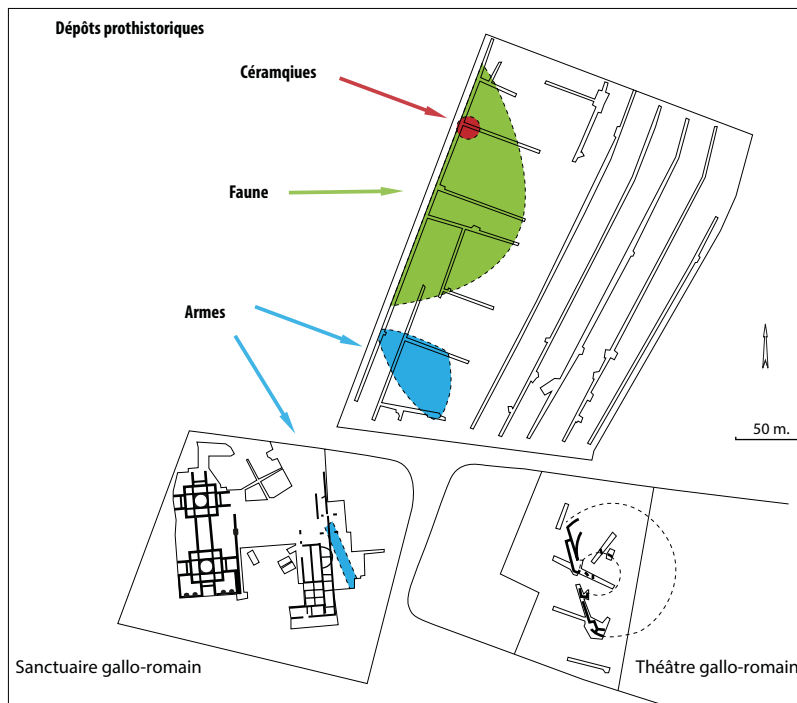 Dépôts prothistoriques
Céramqiues
Faune
Armes
50 m.
Sanctuaire gallo-romain
Théâtre gallo-romain